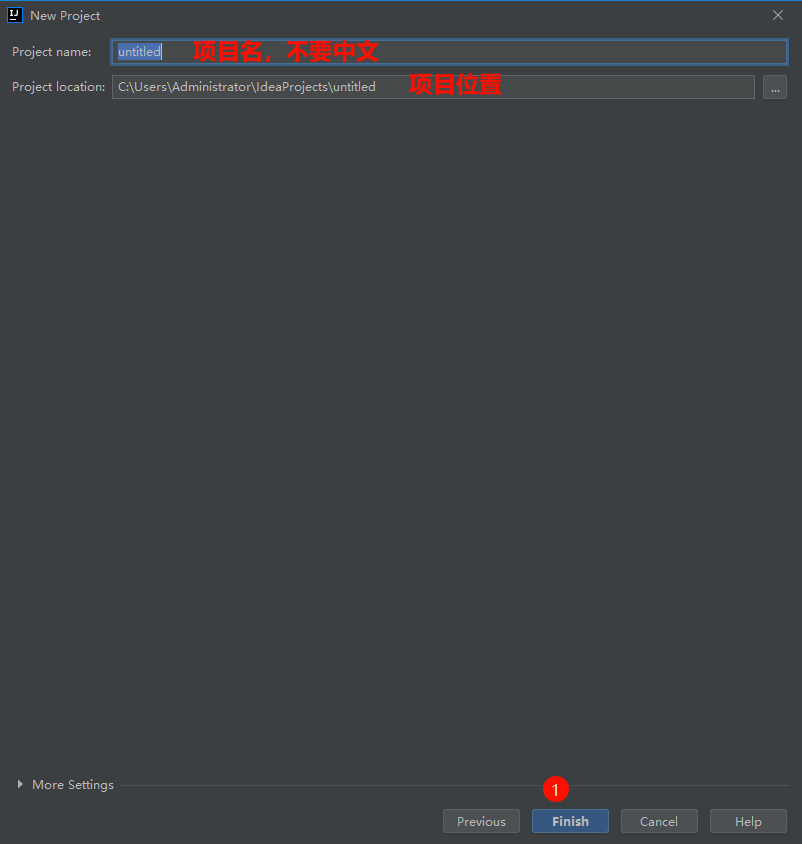 IJ New Project
Project name: untitled 项目名，不要中文
Project location: C:\Users\Administrator\IdeaProjects\untitled 项目位置 ...
More Settings
1
Previous Finish Cancel Help